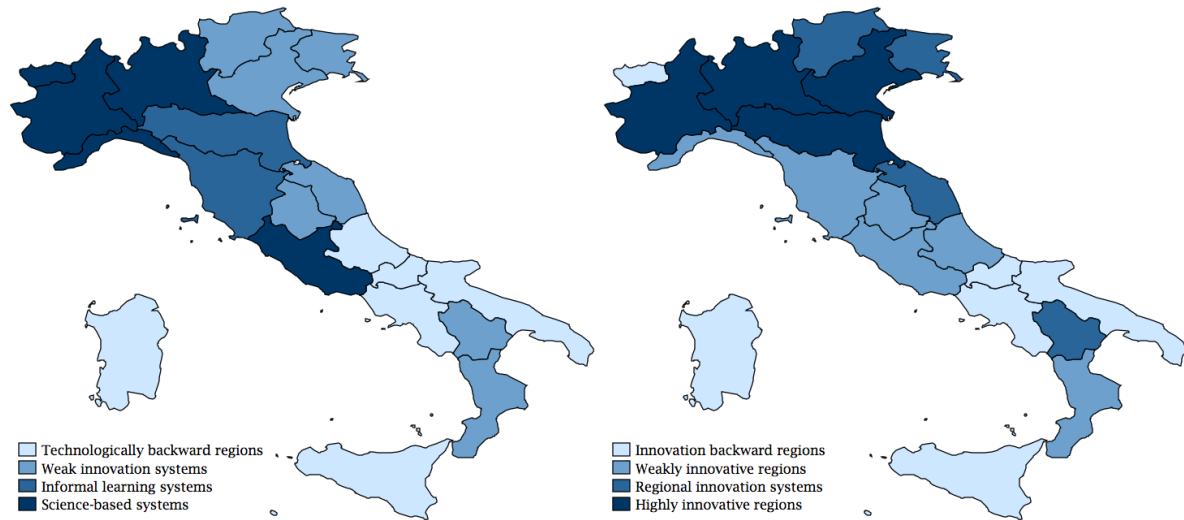 Technologically backward regions
Weak innovation systems
Informal learning systems
Science-based systems
Innovation backward regions
Weakly innovative regions
Regional innovation systems
Highly innovative regions